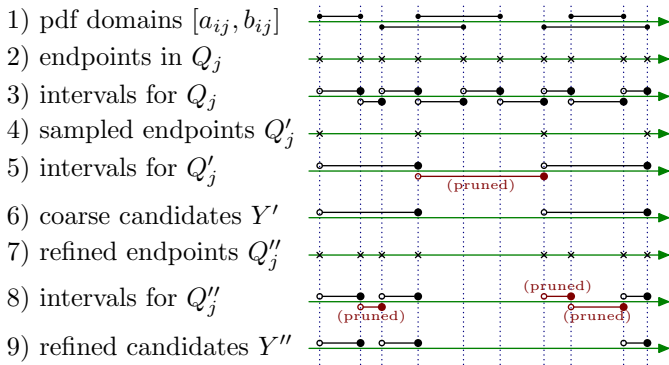 1) pdf domains [a_{ij}, b_{ij}]
2) endpoints in Q_j
3) intervals for Q_j
4) sampled endpoints Q'_j
5) intervals for Q'_j
(pruned)
6) coarse candidates Y'
7) refined endpoints Q''_j
(pruned)
8) intervals for Q''_j
(pruned)
(pruned)
9) refined candidates Y''